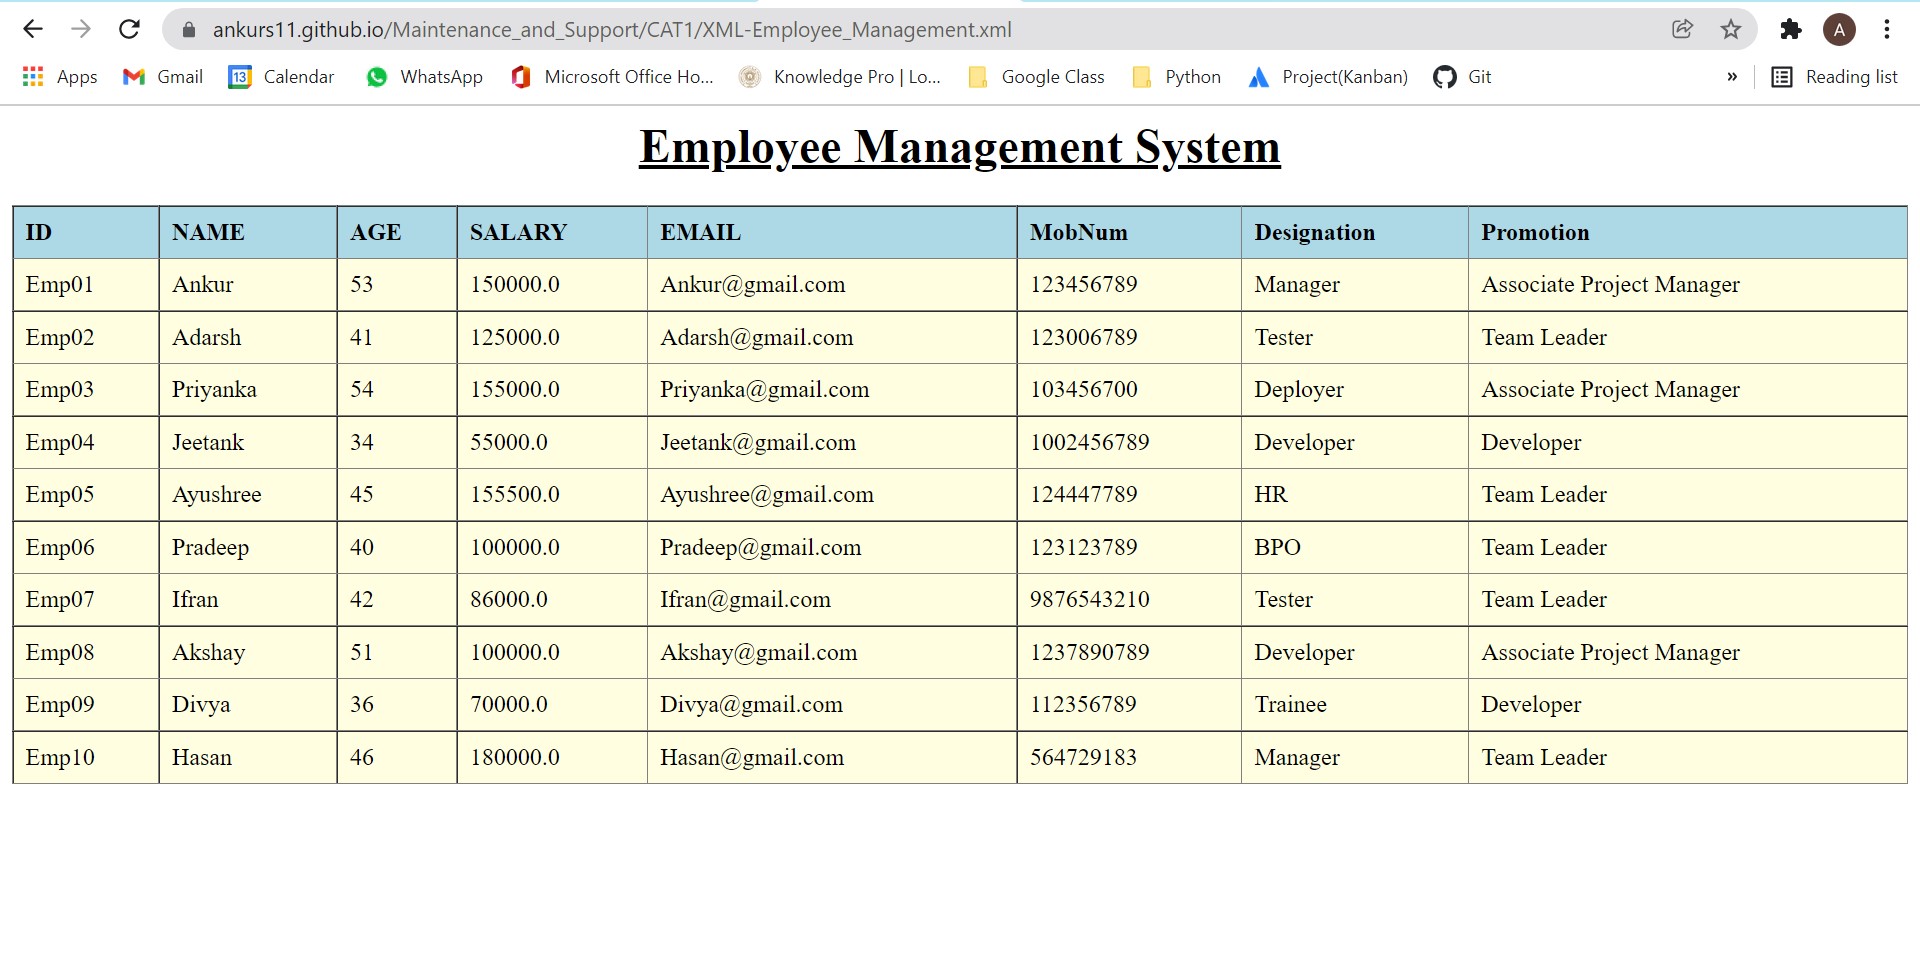 ankurs11.github.io/Maintenance_and_Support/CAT1/XML-Employee_Management.xml A
Apps Gmail 13 Calendar WhatsApp Microsoft Office Ho... Knowledge Pro | Lo... Google Class Python Project(Kanban) Git » Reading list
Employee Management System
ID NAME AGE SALARY EMAIL MobNum Designation Promotion
Emp01 Ankur 53 150000.0 Ankur@gmail.com 123456789 Manager Associate Project Manager
Emp02 Adarsh 41 125000.0 Adarsh@gmail.com 123006789 Tester Team Leader
Emp03 Priyanka 54 155000.0 Priyanka@gmail.com 103456700 Deployer Associate Project Manager
Emp04 Jeetank 34 55000.0 Jeetank@gmail.com 1002456789 Developer Developer
Emp05 Ayushree 45 155500.0 Ayushree@gmail.com 124447789 HR Team Leader
Emp06 Pradeep 40 100000.0 Pradeep@gmail.com 123123789 BPO Team Leader
Emp07 Ifran 42 86000.0 Ifran@gmail.com 9876543210 Tester Team Leader
Emp08 Akshay 51 100000.0 Akshay@gmail.com 1237890789 Developer Associate Project Manager
Emp09 Divya 36 70000.0 Divya@gmail.com 112356789 Trainee Developer
Emp10 Hasan 46 180000.0 Hasan@gmail.com 564729183 Manager Team Leader